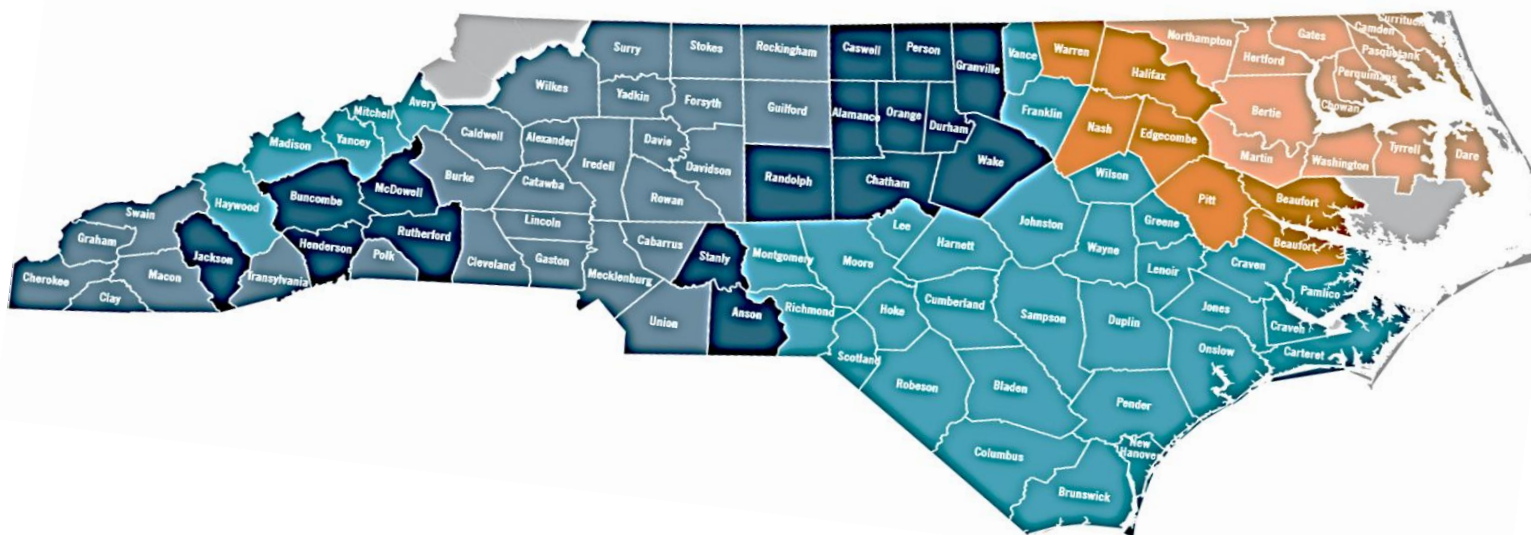 Surry
Stokes
Rockingham
Caswell
Person
Granville
Vance
Warren
Northampton
Gates
Currituck
Camden
Pasquotank
Hertford
Perquimans
Chowan
Halifax
Wilkes
Yadkin
Forsyth
Guilford
Alamance
Orange
Durham
Franklin
Nash
Edgecombe
Bertie
Martin
Washington
Tyrrell
Dare
Avery
Mitchell
Yancey
Madison
Caldwell
Alexander
Iredell
Davie
Davidson
Randolph
Chatham
Wake
Wilson
Pitt
Beaufort
Beaufort
Burke
Catawba
Rowan
McDowell
Buncombe
Haywood
Swain
Graham
Cherokee
Clay
Macon
Jackson
Transylvania
Henderson
Polk
Rutherford
Cleveland
Lincoln
Gaston
Cabarrus
Mecklenburg
Union
Stanly
Anson
Montgomery
Moore
Lee
Harnett
Johnston
Wayne
Greene
Lenoir
Craven
Pamlico
Richmond
Hoke
Cumberland
Sampson
Duplin
Jones
Craven
Carteret
Scotland
Robeson
Bladen
Pender
Onslow
Columbus
Brunswick
New
Hanover